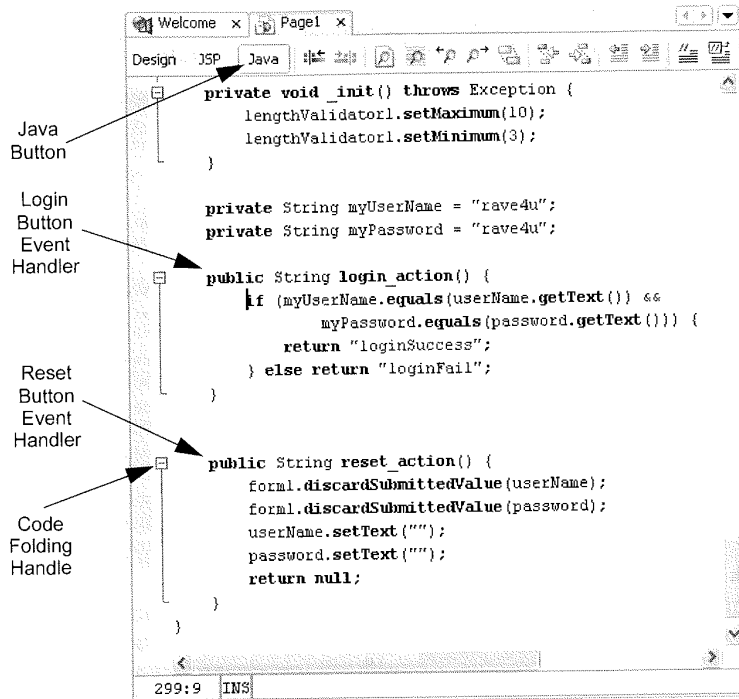 Welcome x Page1 x
Design JSP Java
private void _init() throws Exception {
lengthValidator1.setMaximum(10);
lengthValidator1.setMinimum(3);
}
private String myUserName = "rave4u";
private String myPassword = "rave4u";
public String login_action() {
if (myUserName.equals(userName.getText()) &&
myPassword.equals(password.getText())) {
return "loginSuccess";
} else return "loginFail";
}
public String reset_action() {
form1.discardSubmittedValue(userName);
form1.discardSubmittedValue(password);
userName.setText("");
password.setText("");
return null;
}
}
299:9 INS
Java
Button
Login
Button
Event
Handler
Reset
Button
Event
Handler
Code
Folding
Handle